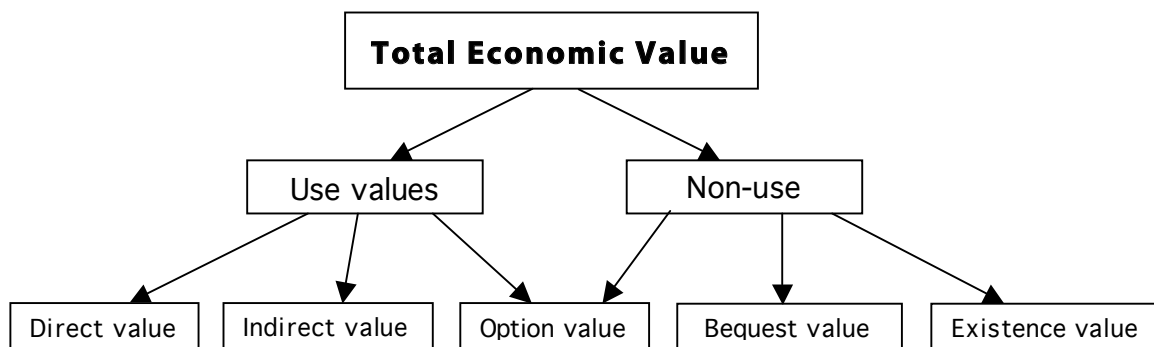 Total Economic Value
Use values
Non-use
Direct value
Indirect value
Option value
Bequest value
Existence value